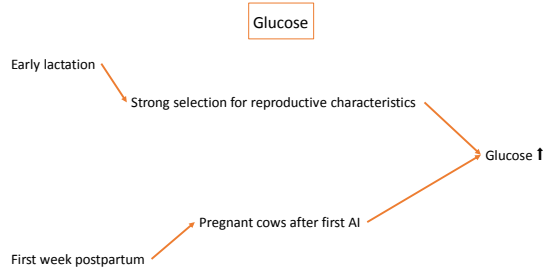 Glucose
Early lactation
Strong selection for reproductive characteristics
Glucose ⬆
Pregnant cows after first AI
First week postpartum